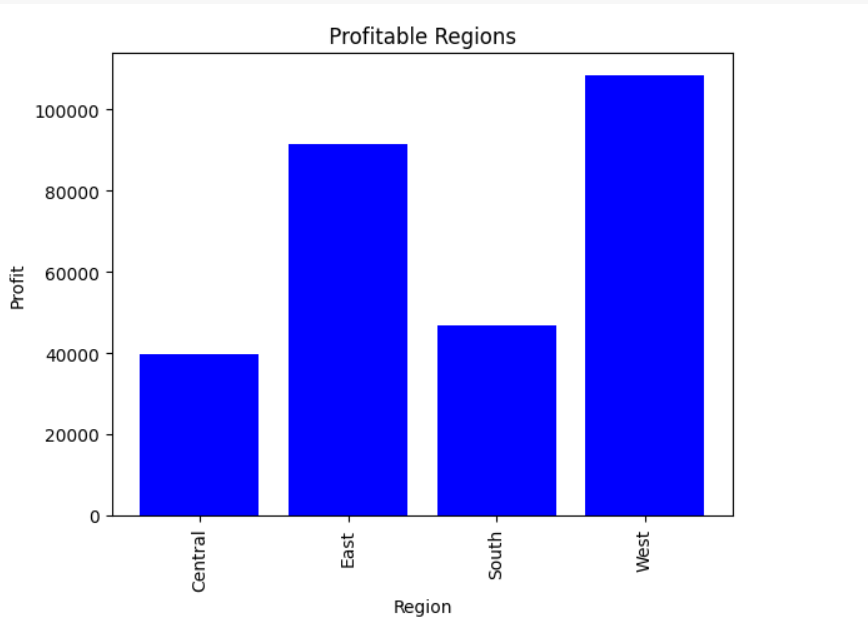 Profitable Regions
100000
80000
60000
40000
20000
0
Profit
Central
East
South
West
Region